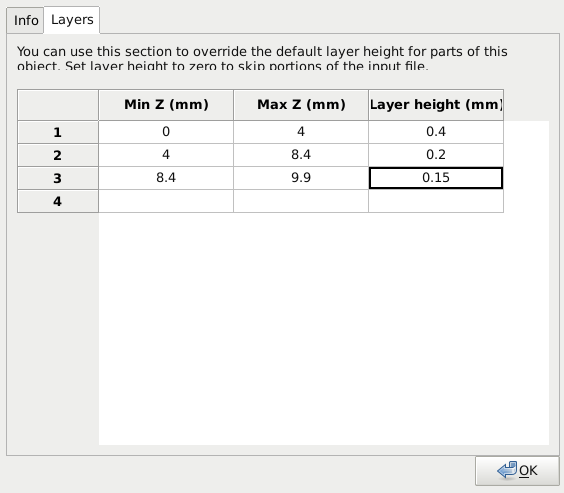 Info Layers
You can use this section to override the default layer height for parts of this
object. Set layer height to zero to skip portions of the input file.
Min Z (mm) Max Z (mm) Layer height (mm)
1 0 4 0.4
2 4 8.4 0.2
3 8.4 9.9 0.15
4
OK